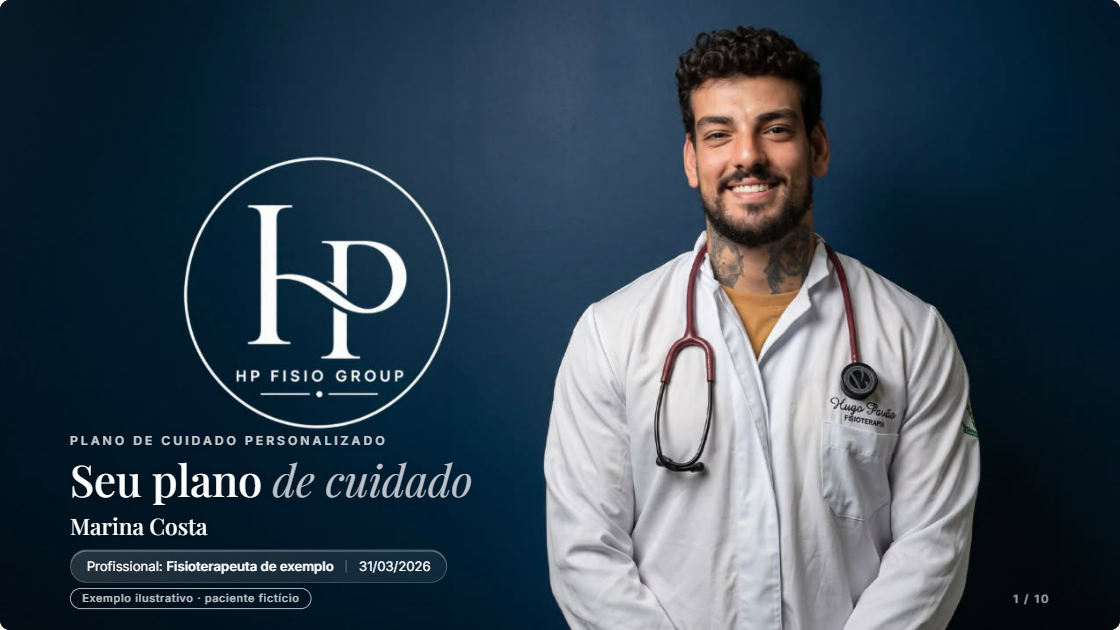 HP
HP FISIO GROUP
Hugo Pavão
FISIOTERAPIA
PLANO DE CUIDADO PERSONALIZADO
Seu plano de cuidado
Marina Costa
Profissional: Fisioterapeuta de exemplo | 31/03/2026
Exemplo ilustrativo · paciente fictício
1 / 10